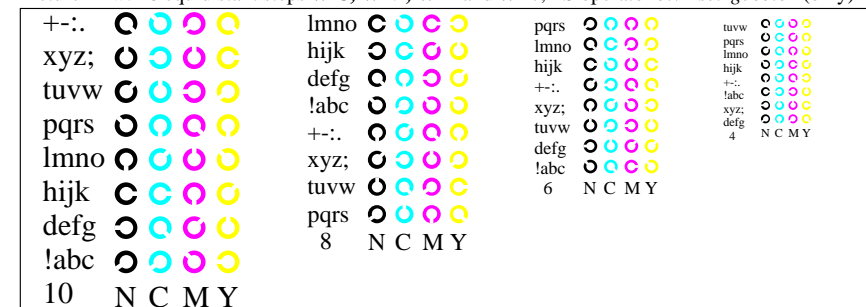 +-:.
xyz;
tuvw
pqrs
lmno
hijk
defg
!abc
10 N C M Y
lmno
hijk
defg
!abc
+-:.
xyz;
tuvw
pqrs
8 N C M Y
pqrs
lmno
hijk
+-:.
xyz;
tuvw
defg
!abc
6 N C M Y
tuvw
pqrs
lmno
hijk
+-:.
!abc
xyz;
defg
4 N C M Y